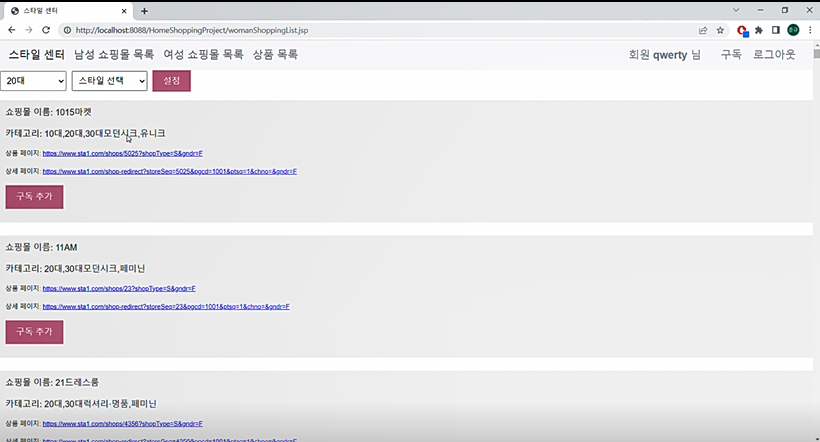 스타일 센터
http://localhost:8088/HomeShoppingProject/womanShoppingList.jsp
스타일 센터 남성 쇼핑몰 목록 여성 쇼핑몰 목록 상품 목록 회원 qwerty 님 구독 로그아웃
20대 스타일 선택 설정
쇼핑몰 이름: 1015마켓
카테고리: 10대,20대,30대모던시크,유니크
상품 페이지: https://www.sta1.com/shops/5025?shopType=S&gndr=F
상세 페이지: https://www.sta1.com/shop-redirect?storeSeq=5025&pgcd=1001&ptsq=1&chno=&gndr=F
구독 추가
쇼핑몰 이름: 11AM
카테고리: 20대,30대모던시크,페미닌
상품 페이지: https://www.sta1.com/shops/23?shopType=S&gndr=F
상세 페이지: https://www.sta1.com/shop-redirect?storeSeq=23&pgcd=1001&ptsq=1&chno=&gndr=F
구독 추가
쇼핑몰 이름: 21드레스룸
카테고리: 20대,30대럭셔리·명품,페미닌
상품 페이지: https://www.sta1.com/shops/4356?shopType=S&gndr=F